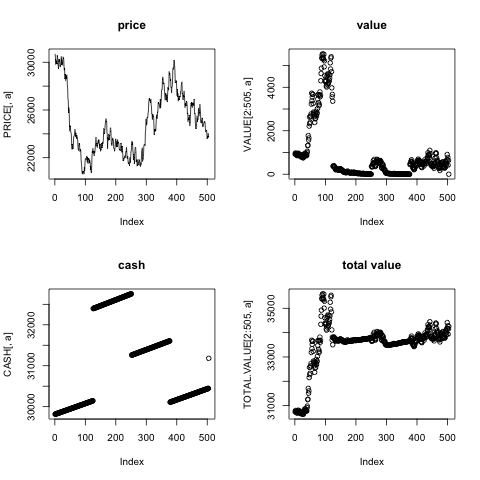 price
PRICE[, a]
22000 26000 30000
0 100 200 300 400 500
Index
value
VALUE[2:505, a]
0 2000 4000
0 100 200 300 400 500
Index
cash
CASH[, a]
30000 31000 32000
0 100 200 300 400 500
Index
total value
TOTAL.VALUE[2:505, a]
31000 33000 35000
0 100 200 300 400 500
Index